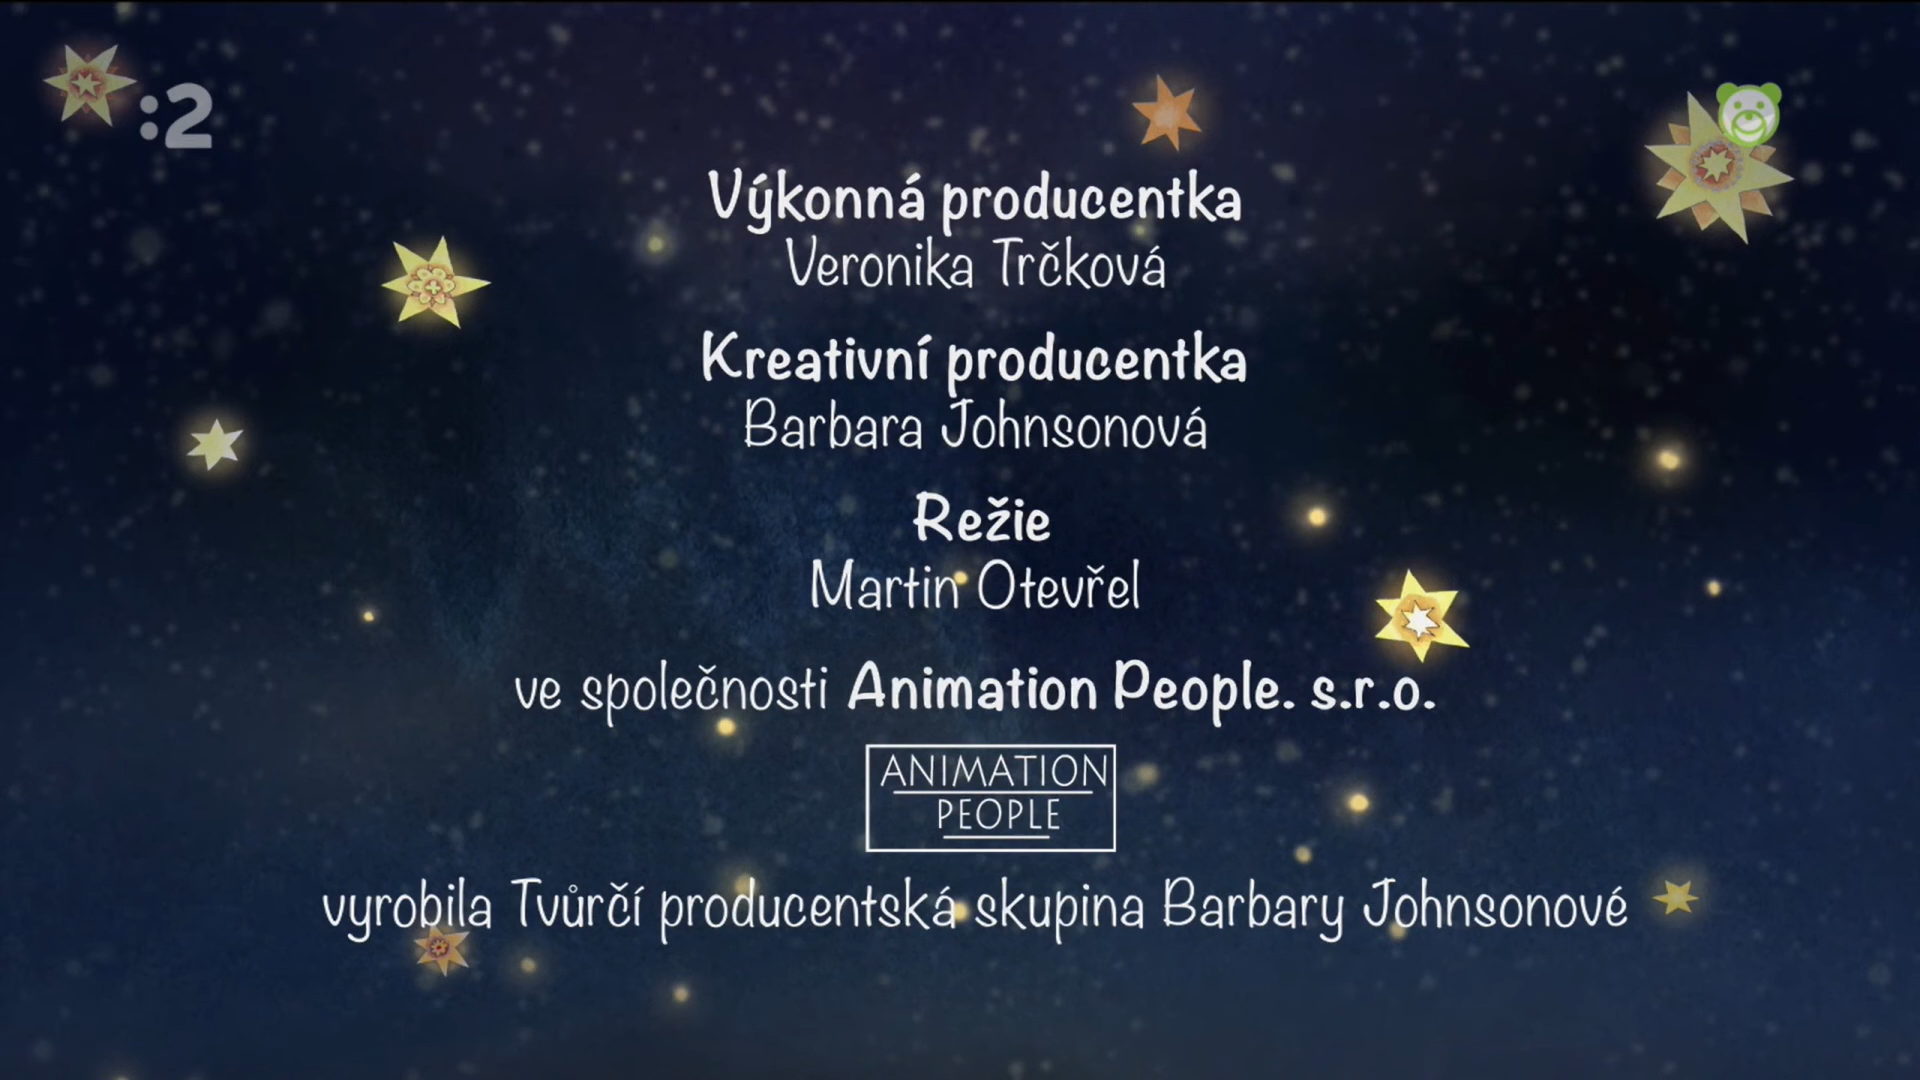 :2
Výkonná producentka
Veronika Trčková
Kreativní producentka
Barbara Johnsonová
Režie
Martin Otevřel
ve společnosti Animation People. s.r.o.
ANIMATION
PEOPLE
vyrobila Tvůrčí producentská skupina Barbary Johnsonové